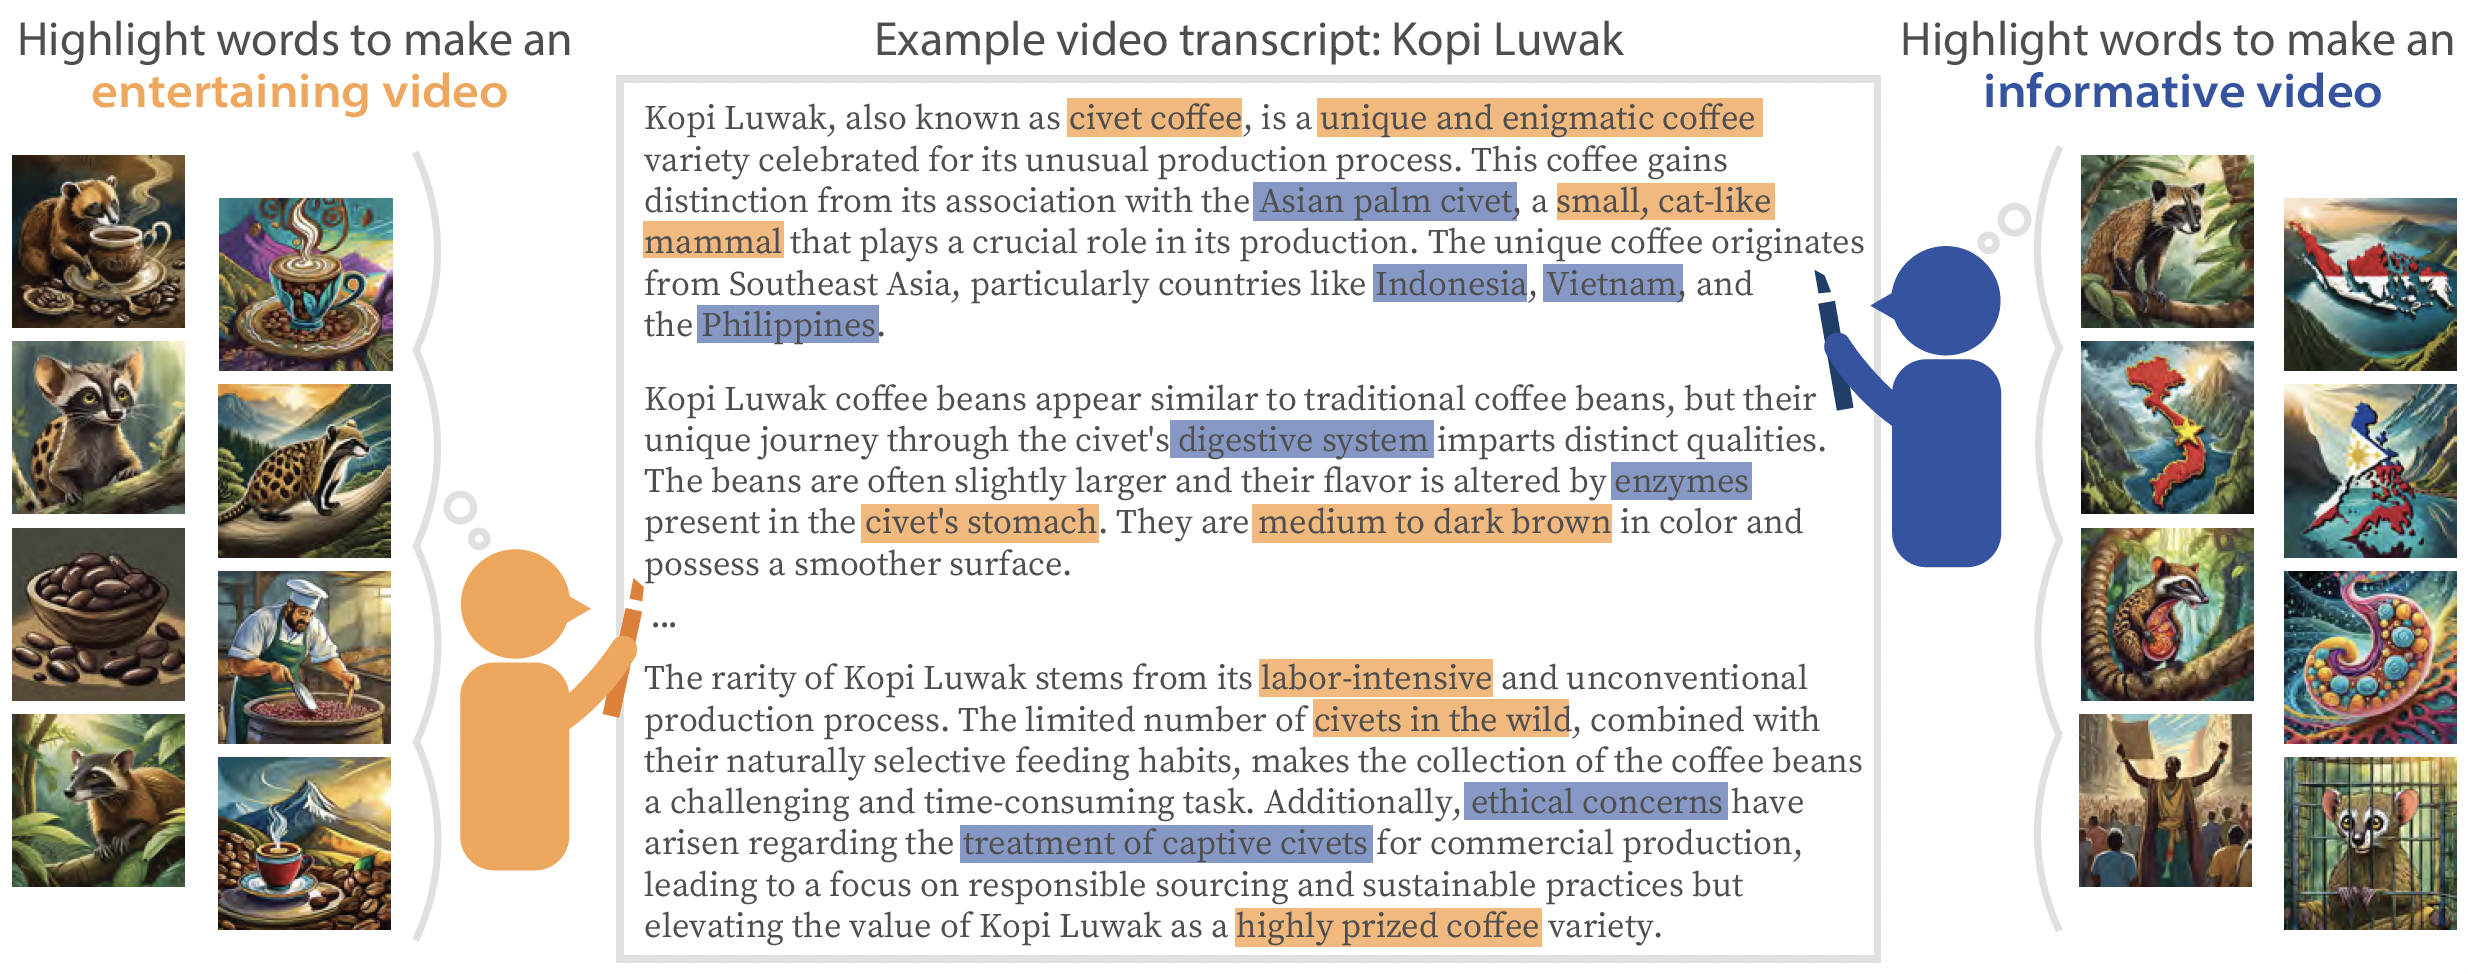 Highlight words to make an
entertaining video
Example video transcript: Kopi Luwak
Kopi Luwak, also known as civet coffee, is a unique and enigmatic coffee
variety celebrated for its unusual production process. This coffee gains
distinction from its association with the Asian palm civet, a small, cat-like
mammal that plays a crucial role in its production. The unique coffee originates
from Southeast Asia, particularly countries like Indonesia, Vietnam, and
the Philippines.
Kopi Luwak coffee beans appear similar to traditional coffee beans, but their
unique journey through the civet's digestive system imparts distinct qualities.
The beans are often slightly larger and their flavor is altered by enzymes
present in the civet's stomach. They are medium to dark brown in color and
possess a smoother surface.
...
The rarity of Kopi Luwak stems from its labor-intensive and unconventional
production process. The limited number of civets in the wild, combined with
their naturally selective feeding habits, makes the collection of the coffee beans
a challenging and time-consuming task. Additionally, ethical concerns have
arisen regarding the treatment of captive civets for commercial production,
leading to a focus on responsible sourcing and sustainable practices but
elevating the value of Kopi Luwak as a highly prized coffee variety.
Highlight words to make an
informative video